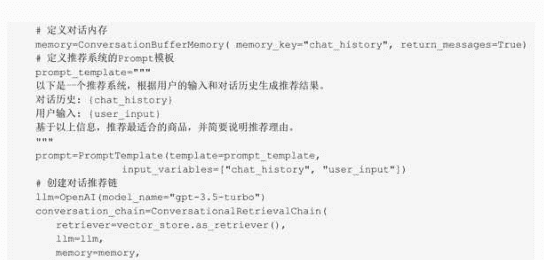 # 定义对话内存
memory=ConversationBufferMemory( memory_key="chat_history", return_messages=True)
# 定义推荐系统的Prompt模板
prompt_template="""
以下是一个推荐系统，根据用户的输入和对话历史生成推荐结果。
对话历史: {chat_history}
用户输入: {user_input}
基于以上信息，推荐最适合的商品，并简要说明推荐理由。
"""
prompt=PromptTemplate(template=prompt_template,
input_variables=["chat_history", "user_input"])
# 创建对话推荐链
llm=OpenAI(model_name="gpt-3.5-turbo")
conversation_chain=ConversationalRetrievalChain(
retriever=vector_store.as_retriever(),
llm=llm,
memory=memory,